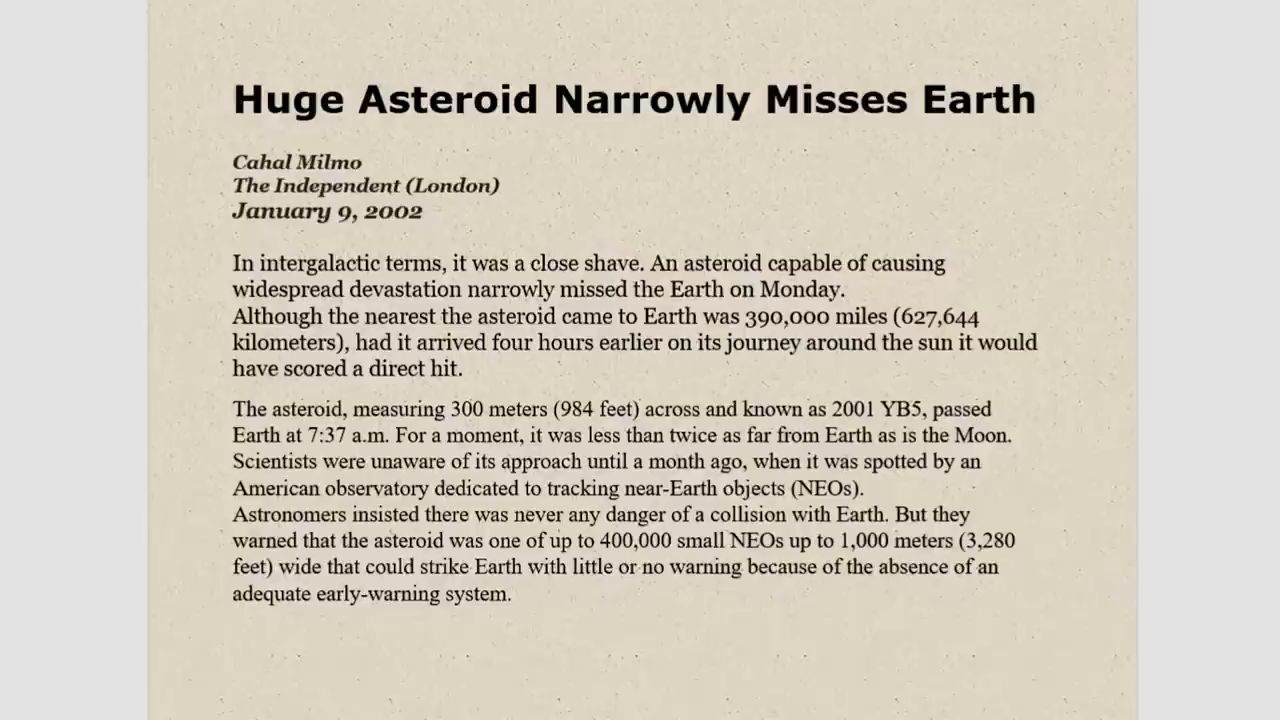 Huge Asteroid Narrowly Misses Earth
Cahal Milmo
The Independent (London)
January 9, 2002
In intergalactic terms, it was a close shave. An asteroid capable of causing
widespread devastation narrowly missed the Earth on Monday.
Although the nearest the asteroid came to Earth was 390,000 miles (627,644
kilometers), had it arrived four hours earlier on its journey around the sun it would
have scored a direct hit.
The asteroid, measuring 300 meters (984 feet) across and known as 2001 YB5, passed
Earth at 7:37 a.m. For a moment, it was less than twice as far from Earth as is the Moon.
Scientists were unaware of its approach until a month ago, when it was spotted by an
American observatory dedicated to tracking near-Earth objects (NEOs).
Astronomers insisted there was never any danger of a collision with Earth. But they
warned that the asteroid was one of up to 400,000 small NEOs up to 1,000 meters (3,280
feet) wide that could strike Earth with little or no warning because of the absence of an
adequate early-warning system.